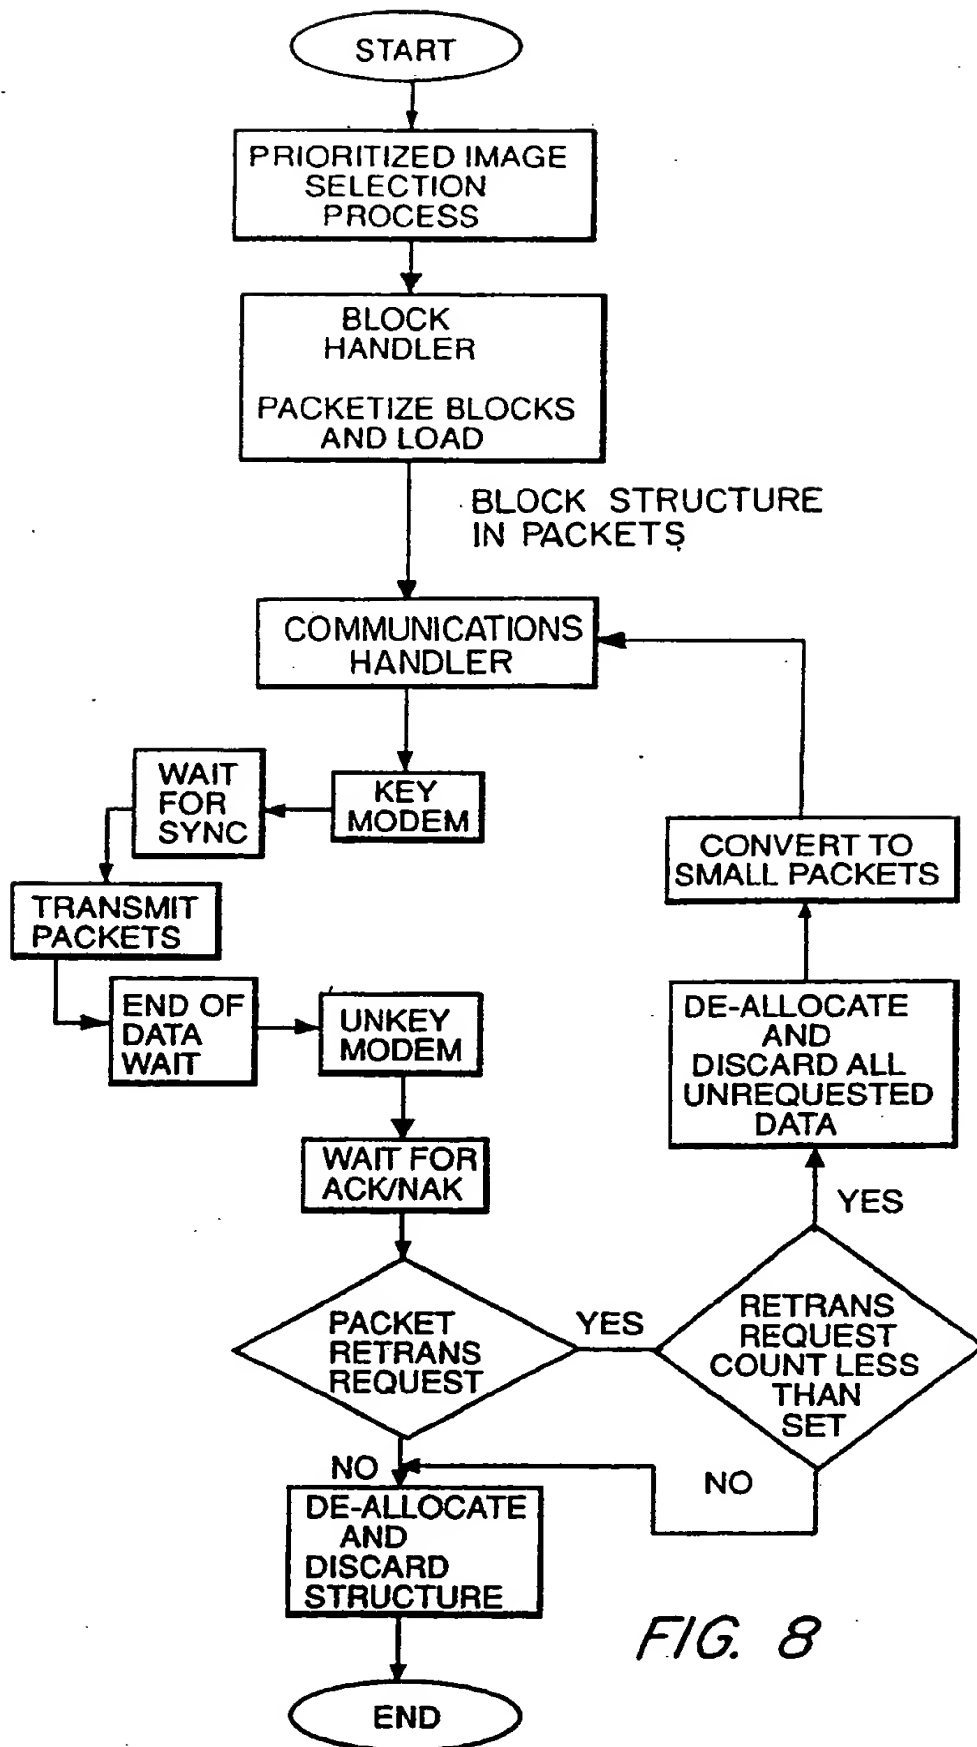 START
PRIORITIZED IMAGE
SELECTION
PROCESS
BLOCK
HANDLER
PACKETIZE BLOCKS
AND LOAD
BLOCK STRUCTURE
IN PACKETS
COMMUNICATIONS
HANDLER
KEY
MODEM
WAIT
FOR
SYNC
TRANSMIT
PACKETS
END OF
DATA
WAIT
UNKEY
MODEM
WAIT FOR
ACK/NAK
PACKET
RETRANS
REQUEST
YES
RETRANS
REQUEST
COUNT LESS
THAN
SET
YES
DE-ALLOCATE
AND
DISCARD ALL
UNREQUESTED
DATA
CONVERT TO
SMALL PACKETS
NO
NO
DE-ALLOCATE
AND
DISCARD
STRUCTURE
END
FIG. 8